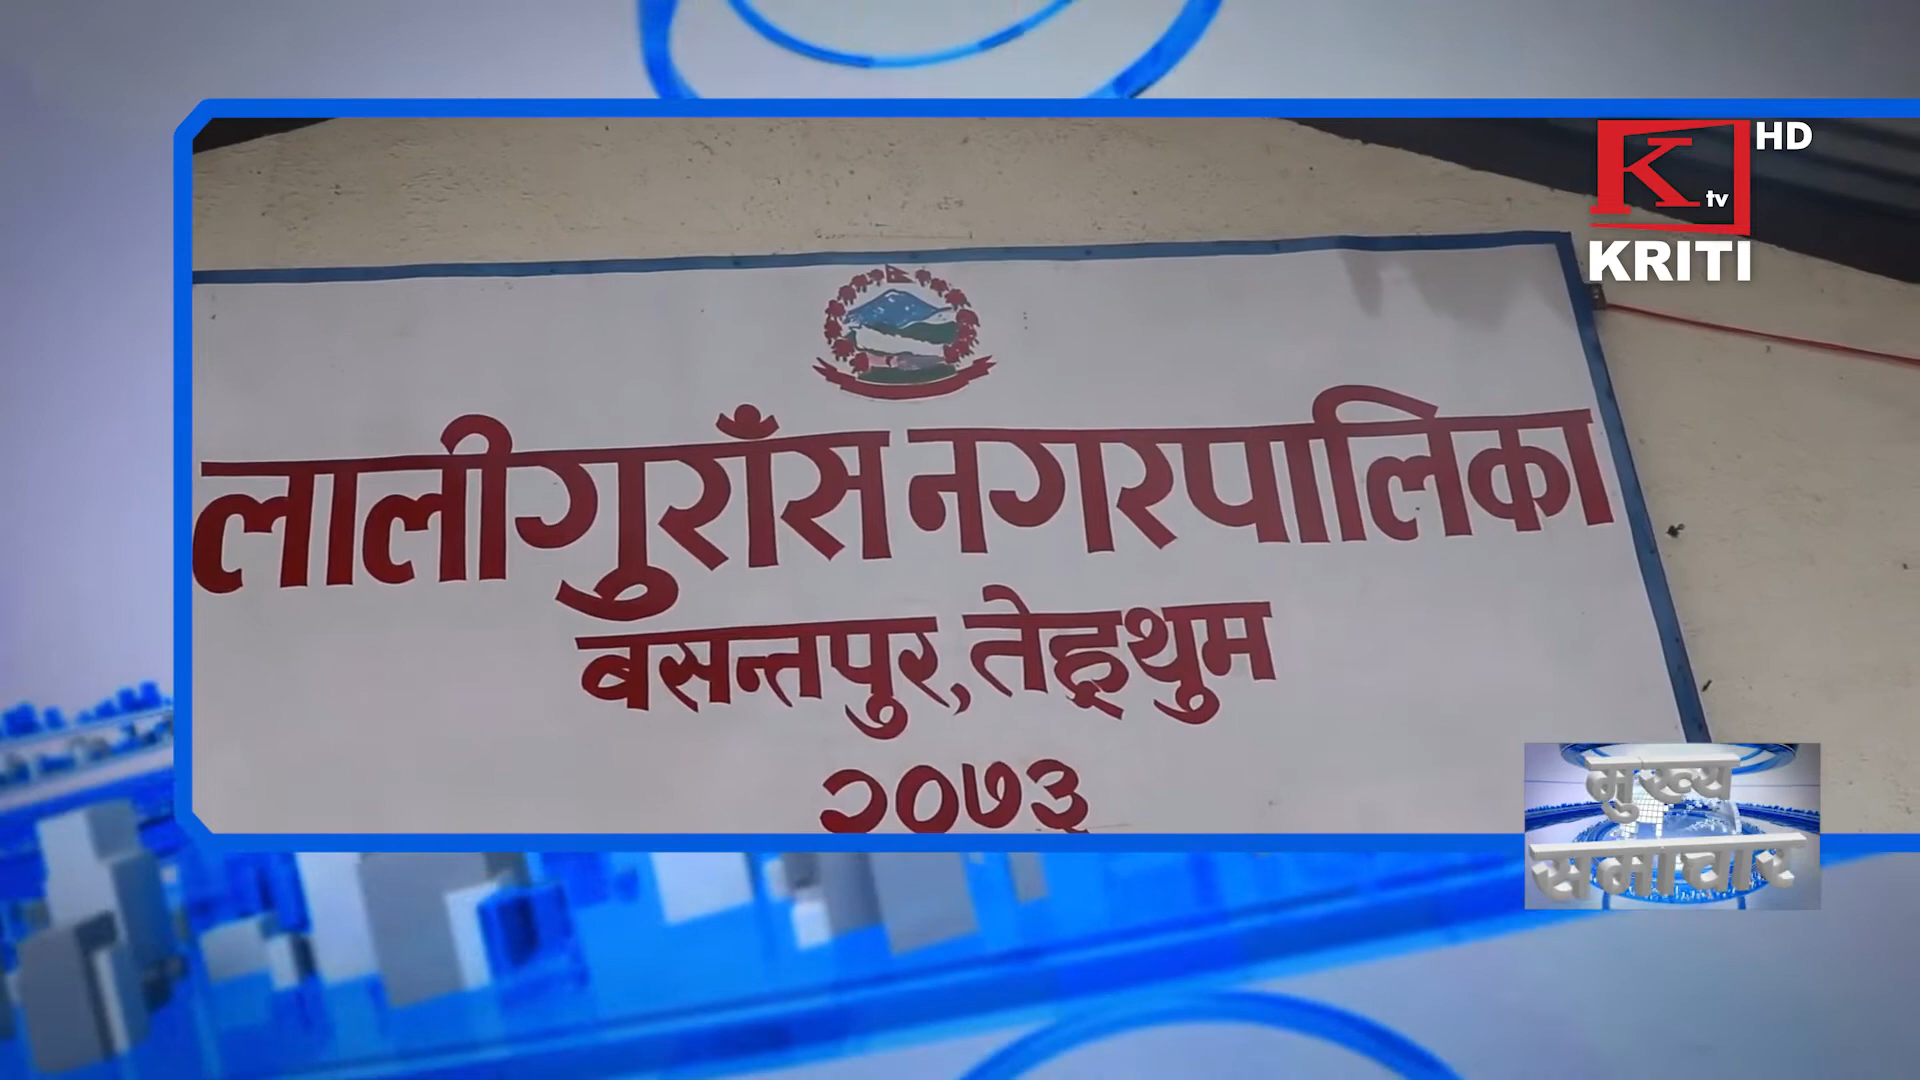 K tv HD
KRITI
लालीगुराँस नगरपालिका
बसन्तपुर, तेह्रथुम
२०७३
मुख्य
समाचार